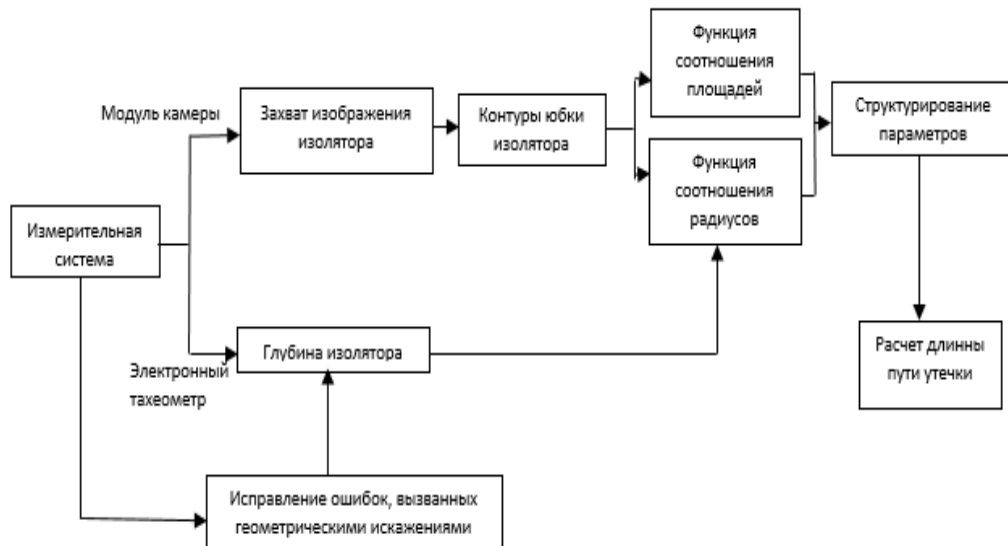 Функция
соотношения
площадей
Модуль камеры
Захват изображения
изолятора
Контуры юбки
изолятора
Структурирование
параметров
Функция
соотношения
радиусов
Измерительная
система
Глубина изолятора
Электронный
тахеометр
Расчет длинны
пути утечки
Исправление ошибок, вызванных
геометрическими искажениями